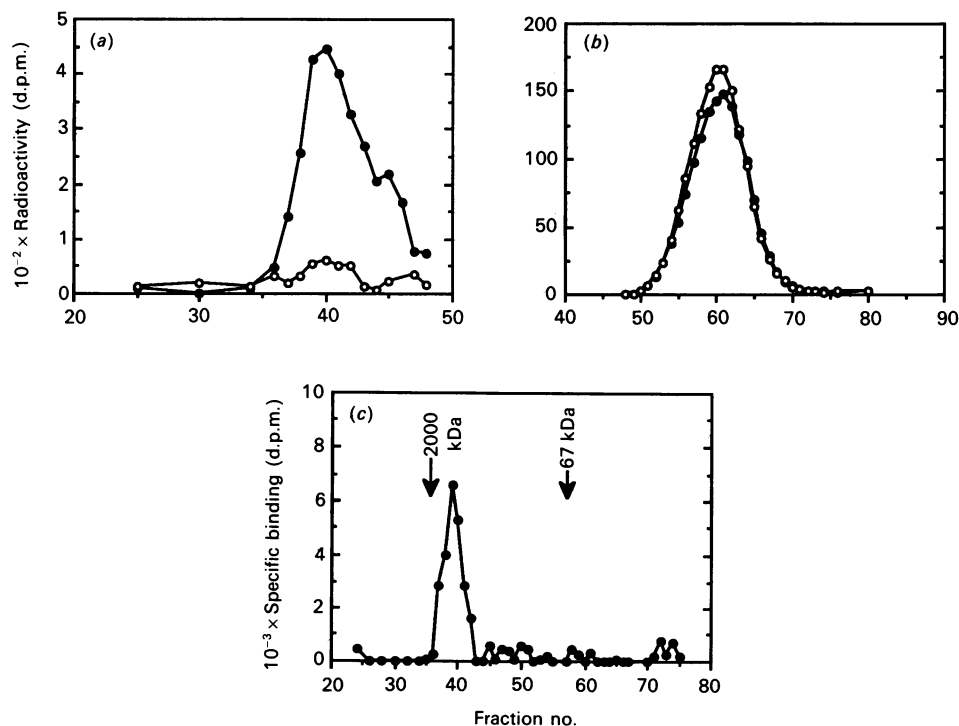 10⁻² × Radioactivity (d.p.m.)
(a)
5
4
3
2
1
0
20 30 40 50
(b)
200
150
100
50
0
40 50 60 70 80 90
10⁻³ × Specific binding (d.p.m.)
(c)
10
8
6
4
2
0
2000
kDa
67 kDa
20 30 40 50 60 70 80
Fraction no.